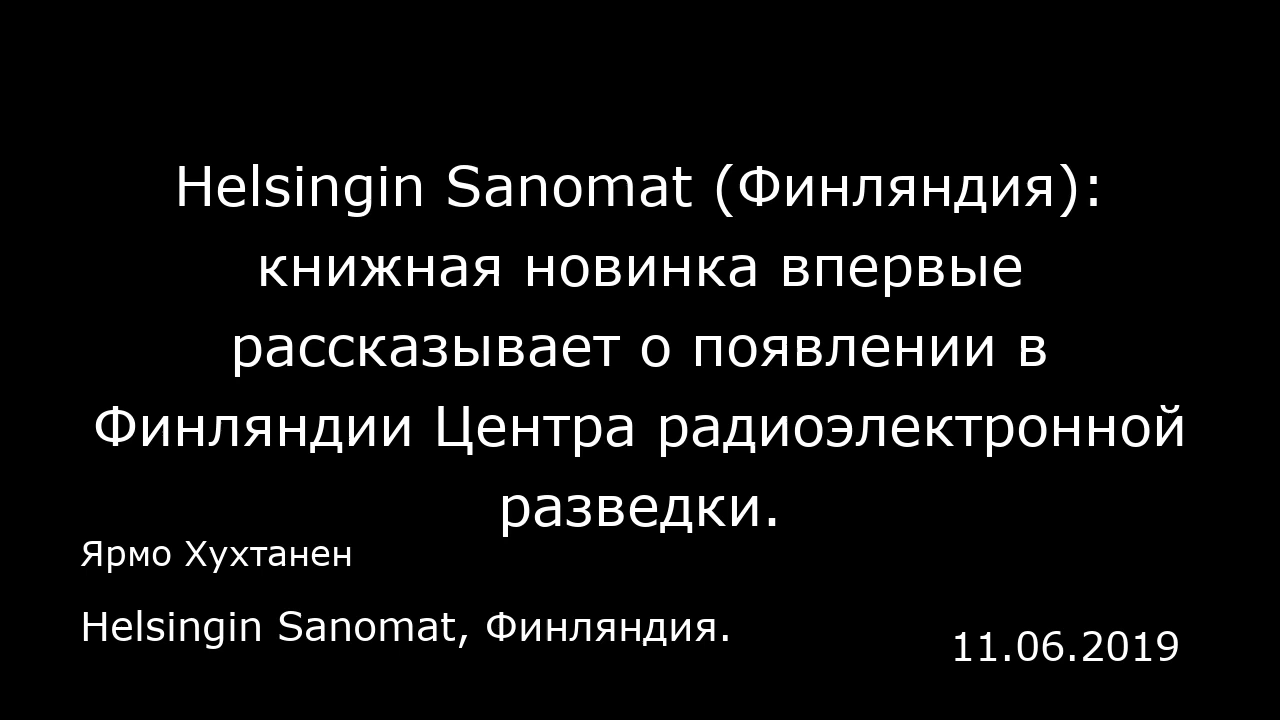 Helsingin Sanomat (Финляндия):
книжная новинка впервые
рассказывает о появлении в
Финляндии Центра радиоэлектронной
разведки.
Ярмо Хухтанен
Helsingin Sanomat, Финляндия.
11.06.2019